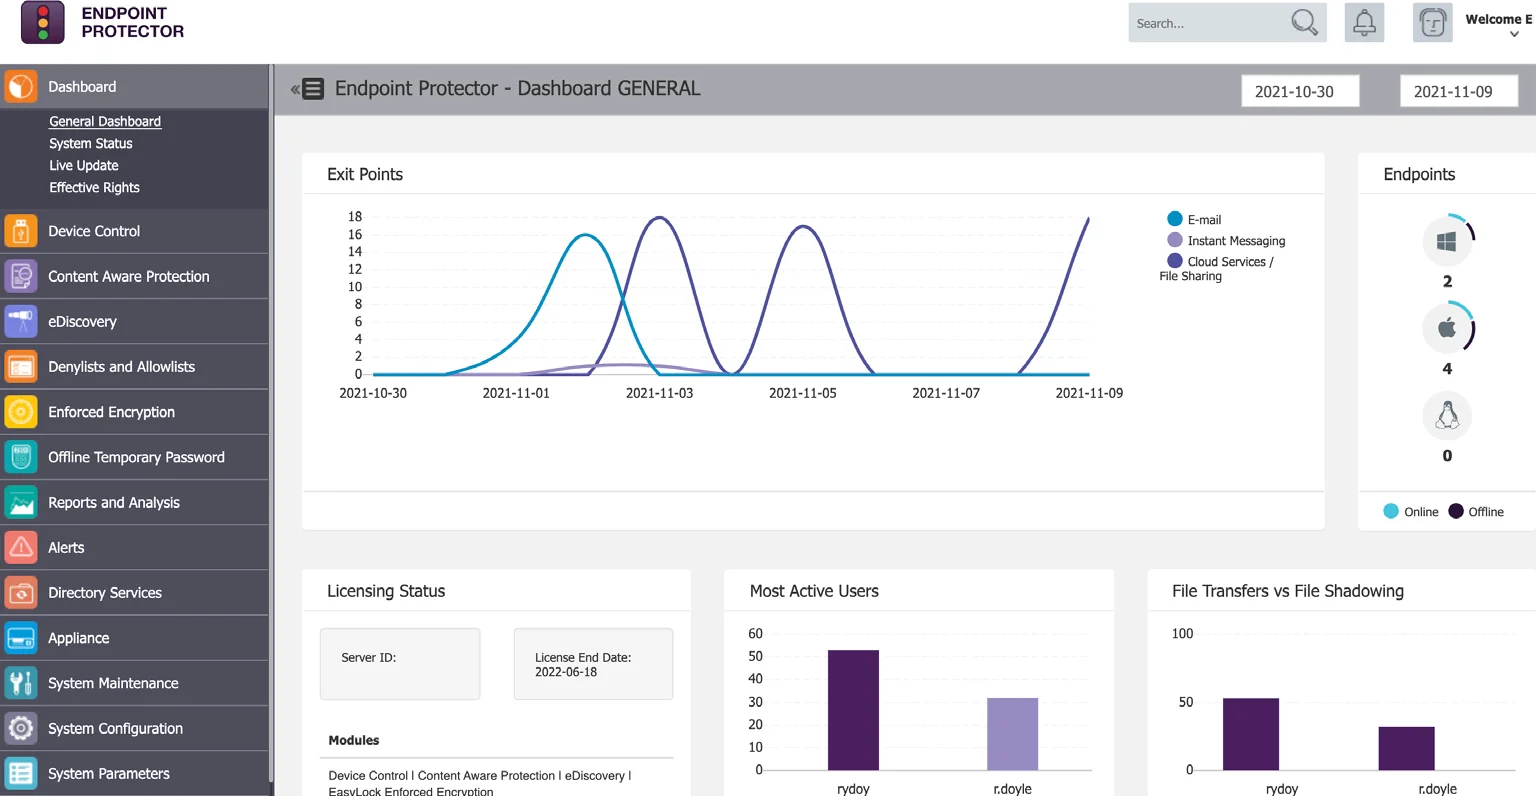 ENDPOINT
PROTECTOR
Search...
Welcome E
Dashboard
General Dashboard
System Status
Live Update
Effective Rights
Device Control
Content Aware Protection
eDiscovery
Denylists and Allowlists
Enforced Encryption
Offline Temporary Password
Reports and Analysis
Alerts
Directory Services
Appliance
System Maintenance
System Configuration
System Parameters
Endpoint Protector - Dashboard GENERAL
2021-10-30
2021-11-09
Exit Points
18
16
14
12
10
8
6
4
2
0
2021-10-30 2021-11-01 2021-11-03 2021-11-05 2021-11-07 2021-11-09
E-mail
Instant Messaging
Cloud Services /
File Sharing
Endpoints
2
4
0
Online Offline
Licensing Status
Server ID:
License End Date:
2022-06-18
Modules
Device Control | Content Aware Protection | eDiscovery |
EasyLock Enforced Encryption
Most Active Users
60
50
40
30
20
10
0
rydoy r.doyle
File Transfers vs File Shadowing
100
50
0
rydoy r.doyle